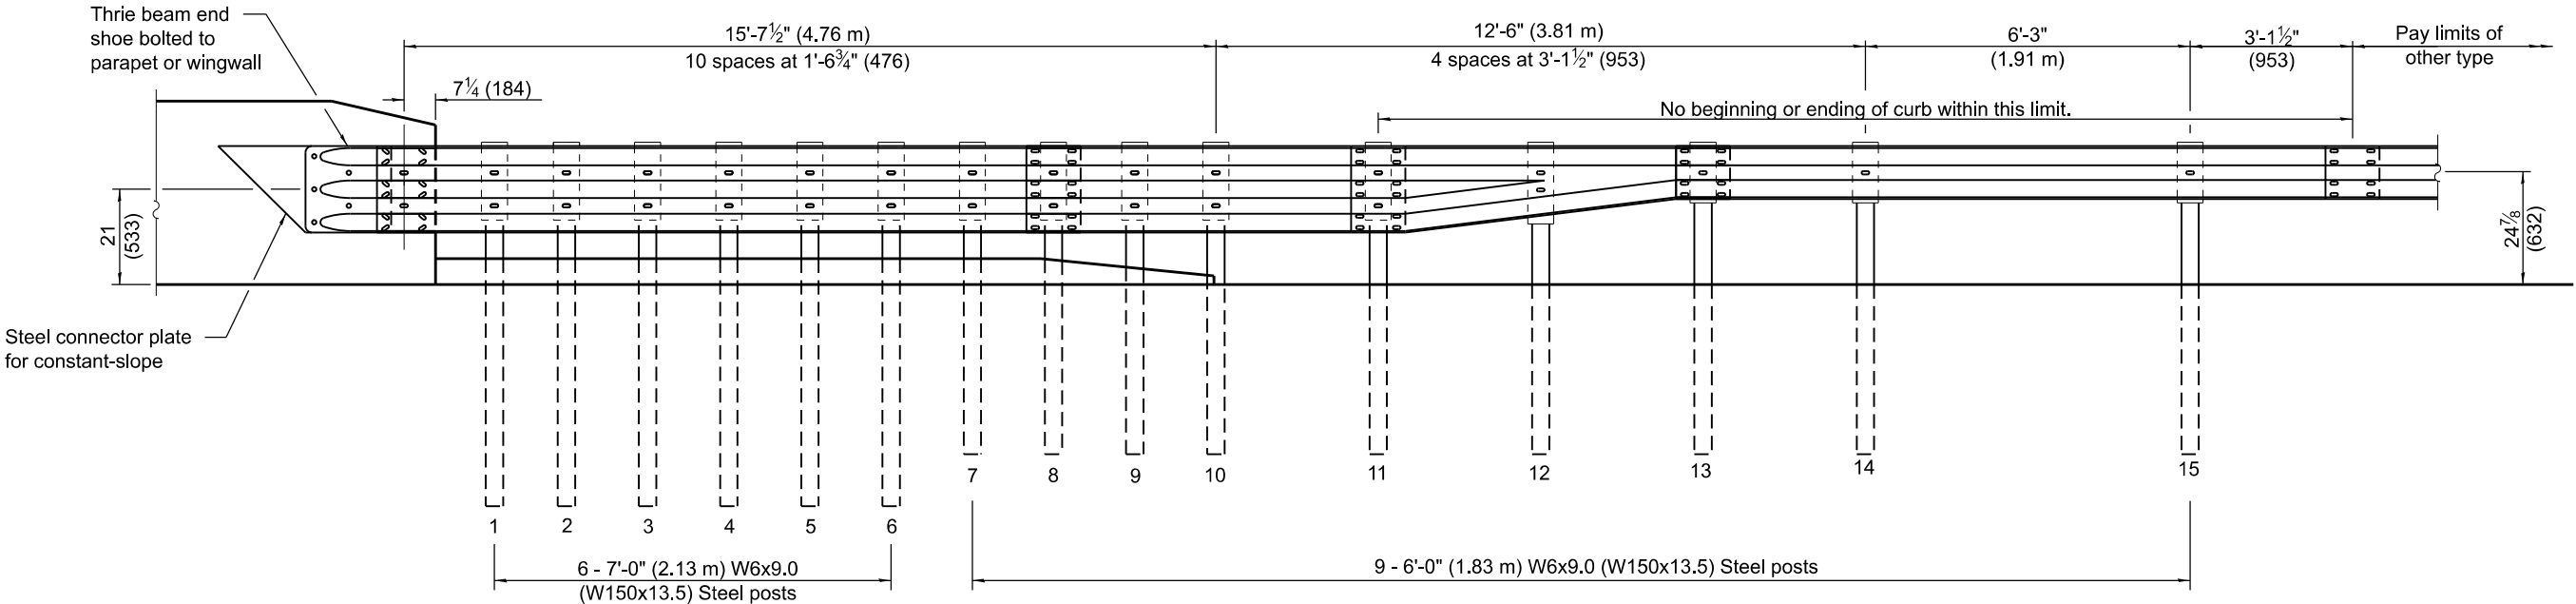 Thrie beam end
shoe bolted to
parapet or wingwall
15'-7½" (4.76 m)
10 spaces at 1'-6¾" (476)
12'-6" (3.81 m)
4 spaces at 3'-1½" (953)
6'-3"
(1.91 m)
3'-1½"
(953)
Pay limits of
other type
7¼ (184)
No beginning or ending of curb within this limit.
21
(533)
24⅞
(632)
Steel connector plate
for constant-slope
1
2
3
4
5
6
7
8
9
10
11
12
13
14
15
6 - 7'-0" (2.13 m) W6x9.0
(W150x13.5) Steel posts
9 - 6'-0" (1.83 m) W6x9.0 (W150x13.5) Steel posts